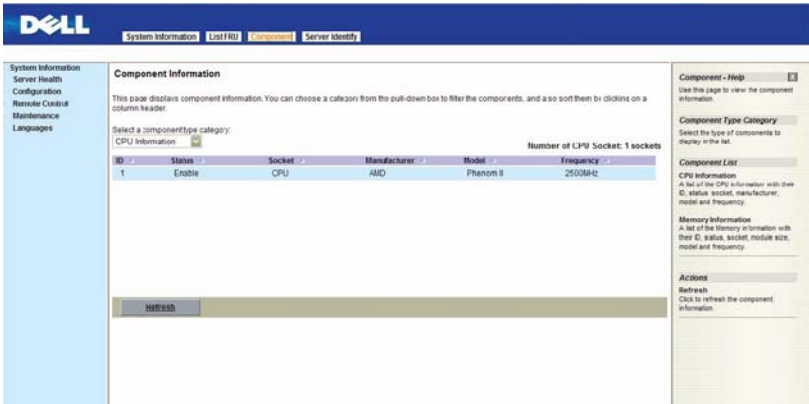 DELL
System Information List FRU Component Server Identify
System Information
Server Health
Configuration
Remote Control
Maintenance
Languages
Component Information
This page displays component information. You can choose a category from the pull-down box to filter the components, and also sort them by clicking on a
column header.
Select a component type category:
CPU Information
Number of CPU Socket: 1 sockets
ID Status Socket Manufacturer Model Frequency
1 Enable CPU AMD Phenom II 2500MHz
Refresh
Component - Help X
Use this page to view the component
information.
Component Type Category
Select the type of components to
display in the list.
Component List
CPU Information
A list of the CPU information with their
ID, status, socket, manufacturer,
model and frequency.
Memory Information
A list of the Memory information with
their ID, status, socket, module size,
model and frequency.
Actions
Refresh
Click to refresh the component
information.